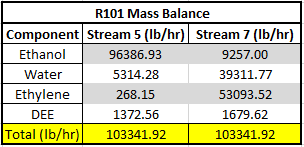 R101 Mass Balance
Component Stream 5 (lb/hr) Stream 7 (lb/hr)
Ethanol 96386.93 9257.00
Water 5314.28 39311.77
Ethylene 268.15 53093.52
DEE 1372.56 1679.62
Total (lb/hr) 103341.92 103341.92